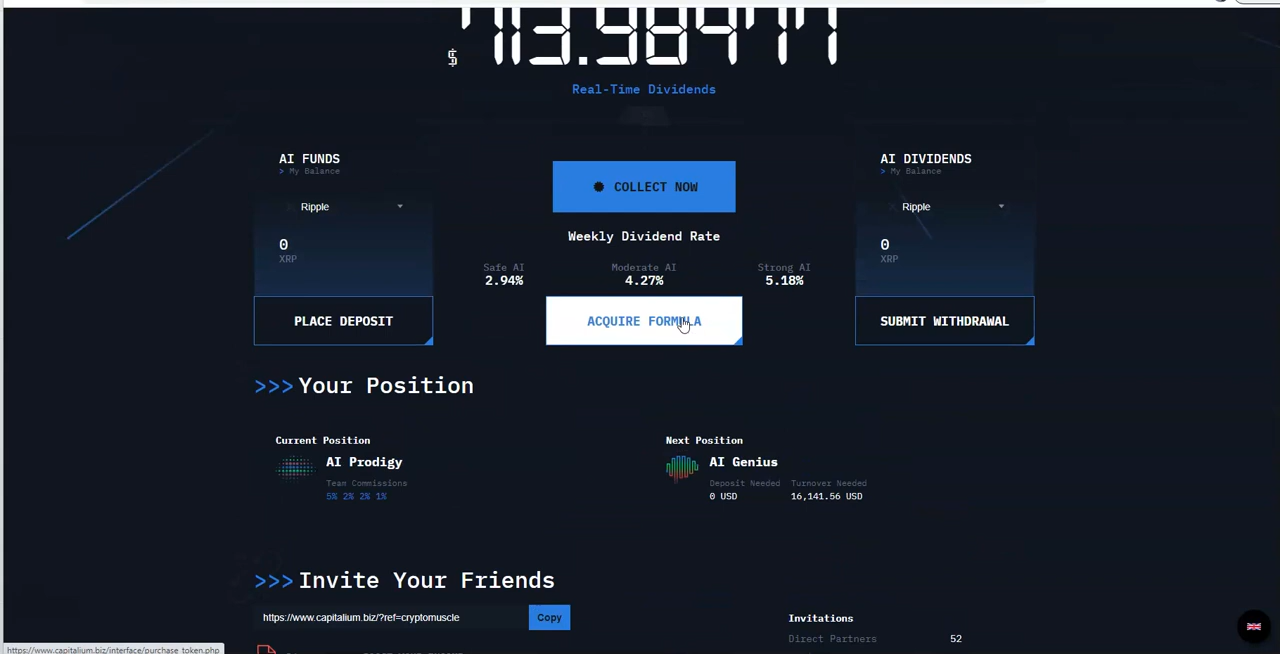 $
Real-Time Dividends
AI FUNDS
> My Balance
Ripple
0
XRP
PLACE DEPOSIT
COLLECT NOW
Weekly Dividend Rate
Safe AI Moderate AI Strong AI
2.94% 4.27% 5.18%
ACQUIRE FORMULA
AI DIVIDENDS
> My Balance
Ripple
0
XRP
SUBMIT WITHDRAWAL
>>> Your Position
Current Position
AI Prodigy
Team Commissions
5% 2% 2% 1%
Next Position
AI Genius
Deposit Needed Turnover Needed
0 USD 16,141.56 USD
>>> Invite Your Friends
https://www.capitalium.biz/?ref=cryptomuscle
Copy
Invitations
Direct Partners 52
https://www.capitalium.biz/interface/purchase_token.php